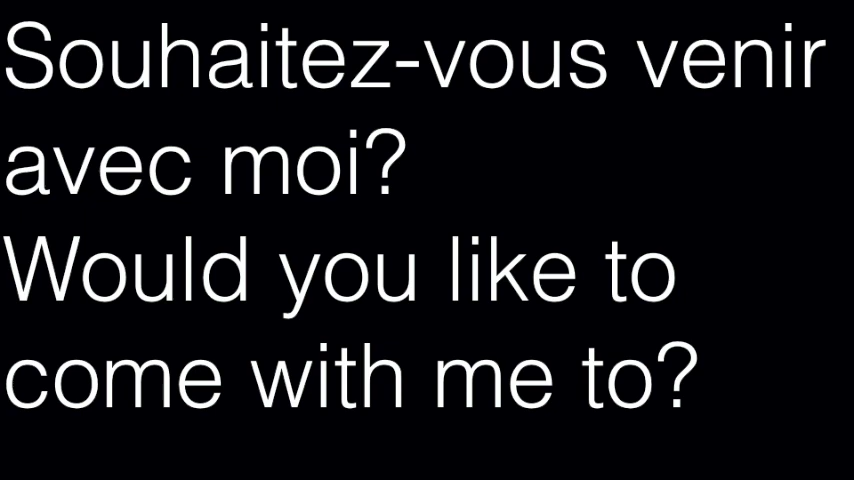 Souhaitez-vous venir
avec moi?
Would you like to
come with me to?